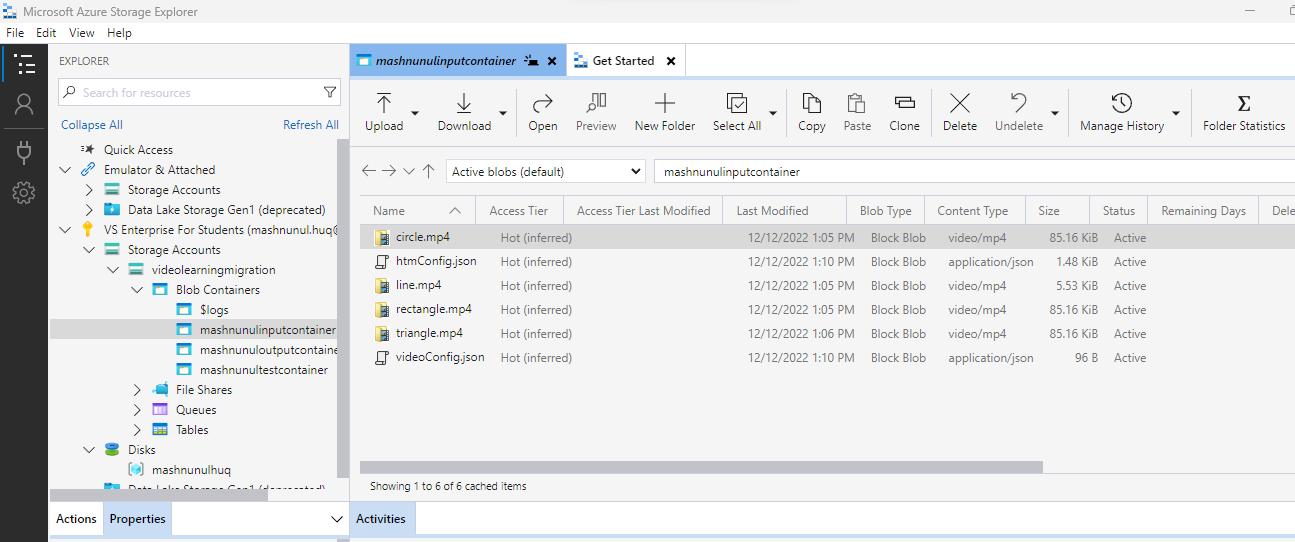 Microsoft Azure Storage Explorer
File Edit View Help
EXPLORER
Search for resources
Collapse All Refresh All
Quick Access
Emulator & Attached
Storage Accounts
Data Lake Storage Gen1 (deprecated)
VS Enterprise For Students (mashnunul.huq@
Storage Accounts
videolearningmigration
Blob Containers
$logs
mashnunulinputcontainer
mashnunuloutputcontaine
mashnunultestcontainer
File Shares
Queues
Tables
Disks
mashnunulhuq
Data Lake Storage Gen1 (deprecated)
Actions Properties
mashnunulinputcontainer Get Started
Upload Download Open Preview New Folder Select All Copy Paste Clone Delete Undelete Manage History Folder Statistics
Active blobs (default) mashnunulinputcontainer
Name Access Tier Access Tier Last Modified Last Modified Blob Type Content Type Size Status Remaining Days Dele
circle.mp4 Hot (inferred) 12/12/2022 1:05 PM Block Blob video/mp4 85.16 KiB Active
htmConfig.json Hot (inferred) 12/12/2022 1:10 PM Block Blob application/json 1.48 KiB Active
line.mp4 Hot (inferred) 12/12/2022 1:05 PM Block Blob video/mp4 5.53 KiB Active
rectangle.mp4 Hot (inferred) 12/12/2022 1:05 PM Block Blob video/mp4 85.16 KiB Active
triangle.mp4 Hot (inferred) 12/12/2022 1:06 PM Block Blob video/mp4 85.16 KiB Active
videoConfig.json Hot (inferred) 12/12/2022 1:10 PM Block Blob application/json 96 B Active
Showing 1 to 6 of 6 cached items
Activities